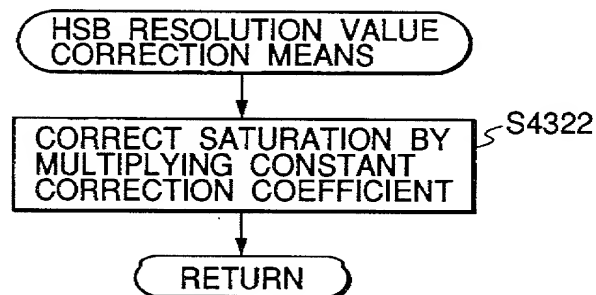 HSB RESOLUTION VALUE
CORRECTION MEANS
CORRECT SATURATION BY
MULTIPLYING CONSTANT
CORRECTION COEFFICIENT
S4322
RETURN